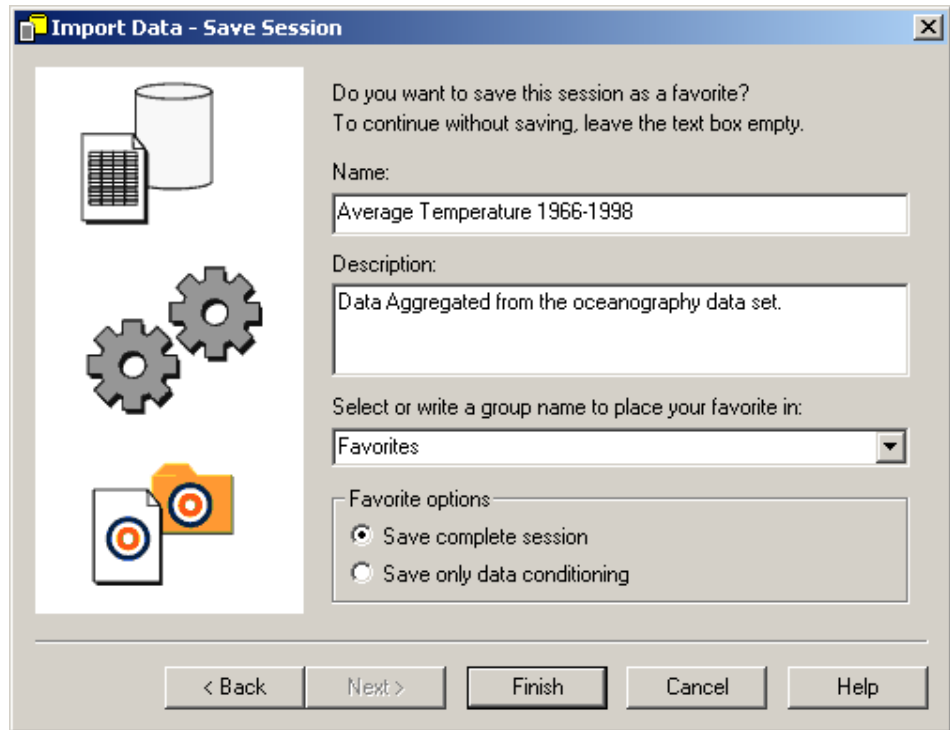 Import Data - Save Session
Do you want to save this session as a favorite?
To continue without saving, leave the text box empty.
Name:
Average Temperature 1966-1998
Description:
Data Aggregated from the oceanography data set.
Select or write a group name to place your favorite in:
Favorites
Favorite options
Save complete session
Save only data conditioning
< Back Next > Finish Cancel Help